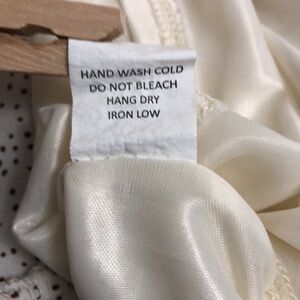 HAND WASH COLD
DO NOT BLEACH
HANG DRY
IRON LOW